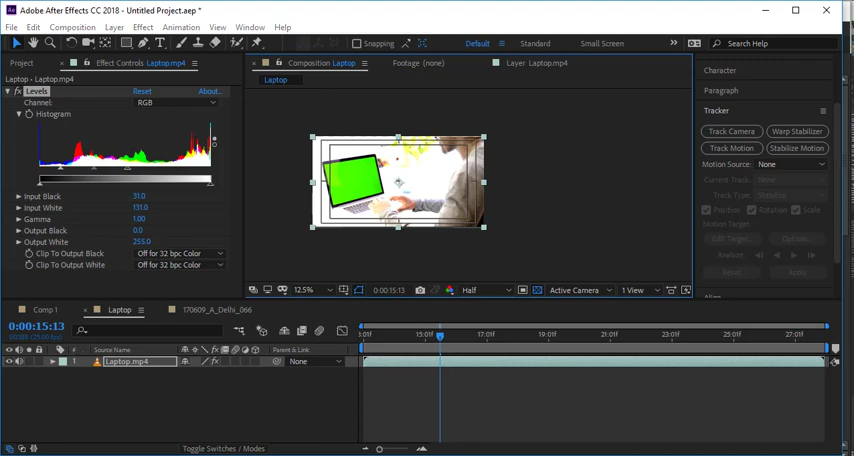 Adobe After Effects CC 2018 - Untitled Project.aep *
File Edit Composition Layer Effect Animation View Window Help
Snapping
Default Standard Small Screen Search Help
Project Effect Controls Laptop.mp4
Laptop • Laptop.mp4
fx Levels Reset About...
Channel: RGB
Histogram
Input Black 31.0
Input White 131.0
Gamma 1.00
Output Black 0.0
Output White 255.0
Clip To Output Black Off for 32 bpc Color
Clip To Output White Off for 32 bpc Color
Composition Laptop Footage (none) Layer Laptop.mp4
Laptop
12.5% 0:00:15:13 Half Active Camera 1 View
Character
Paragraph
Tracker
Track Camera Warp Stabilizer
Track Motion Stabilize Motion
Motion Source: None
Current Track: None
Track Type: Stabilize
Position Rotation Scale
Motion Target:
Edit Target... Options...
Analyze:
Reset Apply
Align
Comp 1 Laptop 170609_A_Delhi_066
0:00:15:13
(25.00 fps)
# Source Name Parent & Link
1 Laptop.mp4 fx None
15:01f 17:01f 19:01f 21:01f 23:01f 25:01f 27:01f
Toggle Switches / Modes